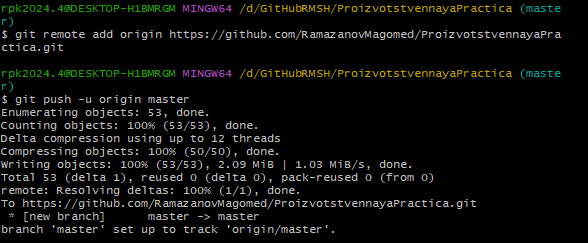 rpk2024.4@DESKTOP-H1BMRGM MINGW64 /d/GitHubRMSH/ProizvotstvennayaPractica (maste
r)
$ git remote add origin https://github.com/RamazanovMagomed/ProizvotstvennayaPra
ctica.git
rpk2024.4@DESKTOP-H1BMRGM MINGW64 /d/GitHubRMSH/ProizvotstvennayaPractica (maste
r)
$ git push -u origin master
Enumerating objects: 53, done.
Counting objects: 100% (53/53), done.
Delta compression using up to 12 threads
Compressing objects: 100% (50/50), done.
Writing objects: 100% (53/53), 2.09 MiB | 1.03 MiB/s, done.
Total 53 (delta 1), reused 0 (delta 0), pack-reused 0 (from 0)
remote: Resolving deltas: 100% (1/1), done.
To https://github.com/RamazanovMagomed/ProizvotstvennayaPractica.git
 * [new branch]      master -> master
branch 'master' set up to track 'origin/master'.